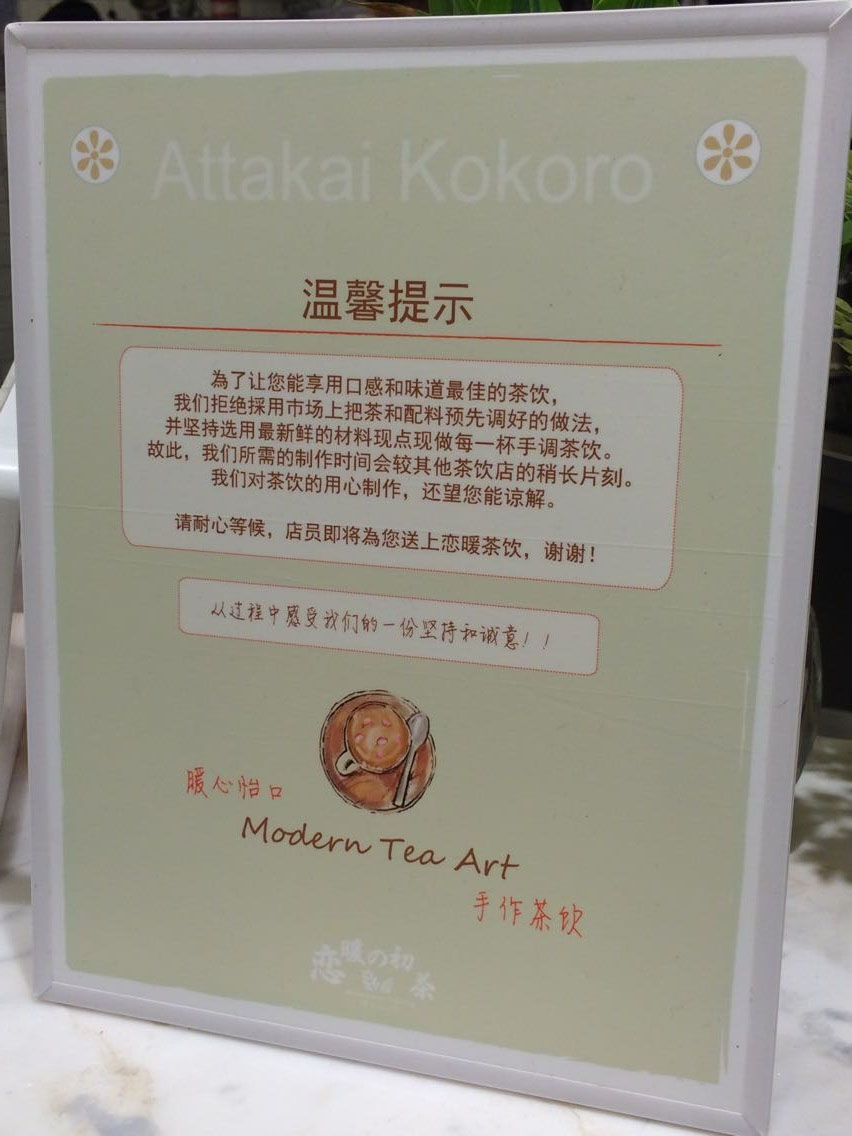 Attakai Kokoro
温馨提示
為了让您能享用口感和味道最佳的茶饮，
我们拒绝採用市场上把茶和配料预先调好的做法，
并坚持选用最新鲜的材料现点现做每一杯手调茶饮。
故此，我们所需的制作时间会较其他茶饮店的稍长片刻。
我们对茶饮的用心制作，还望您能谅解。
请耐心等候，店员即将為您送上恋暖茶饮，谢谢！
从过程中感受我们的一份坚持和诚意！！
暖心怡口
Modern Tea Art
手作茶饮
恋暖の初茶